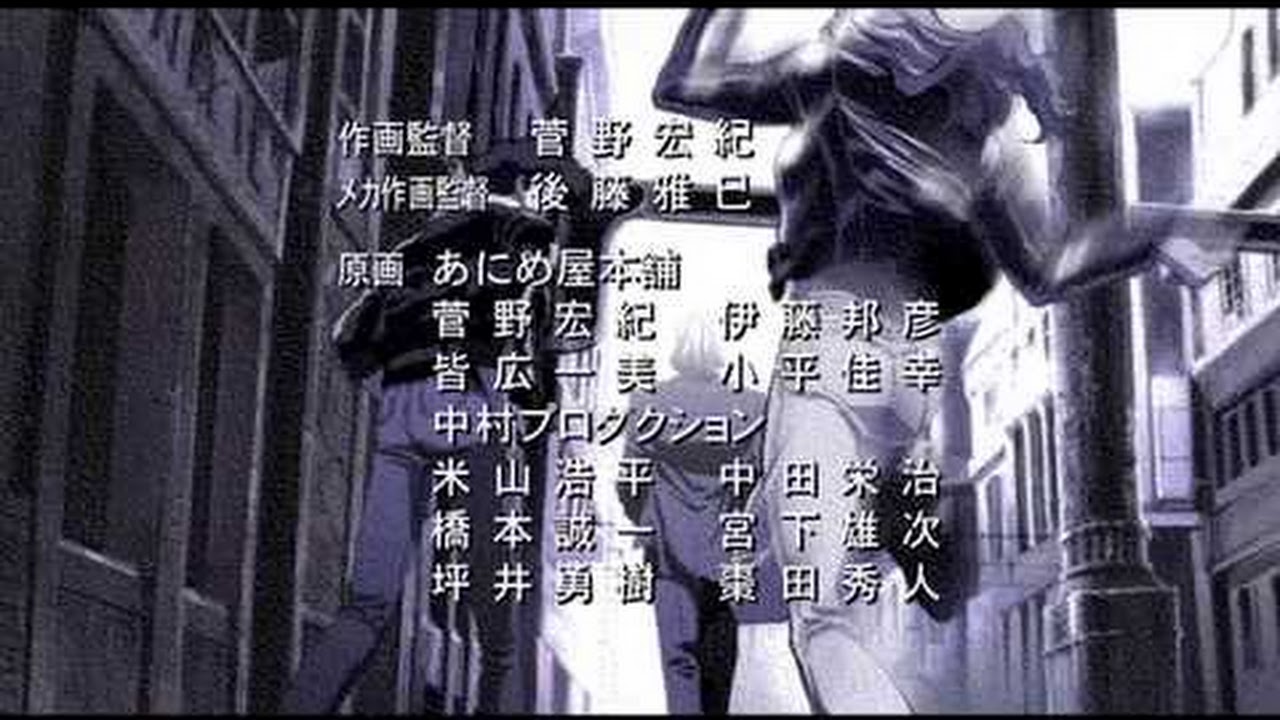 作画監督 菅野宏紀
メカ作画監督 後藤雅巳
原画 あにめ屋本舗
菅野宏紀 伊藤邦彦
皆広一美 小平佳幸
中村プロダクション
米山浩平 中田栄治
橋本誠一 宮下雄次
坪井勇樹 棗田秀人